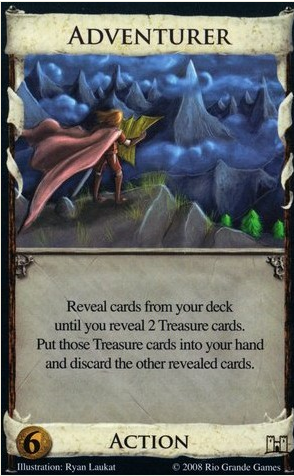 ADVENTURER
Reveal cards from your deck
until you reveal 2 Treasure cards.
Put those Treasure cards into your hand
and discard the other revealed cards.
6
ACTION
Illustration: Ryan Laukat
© 2008 Rio Grande Games